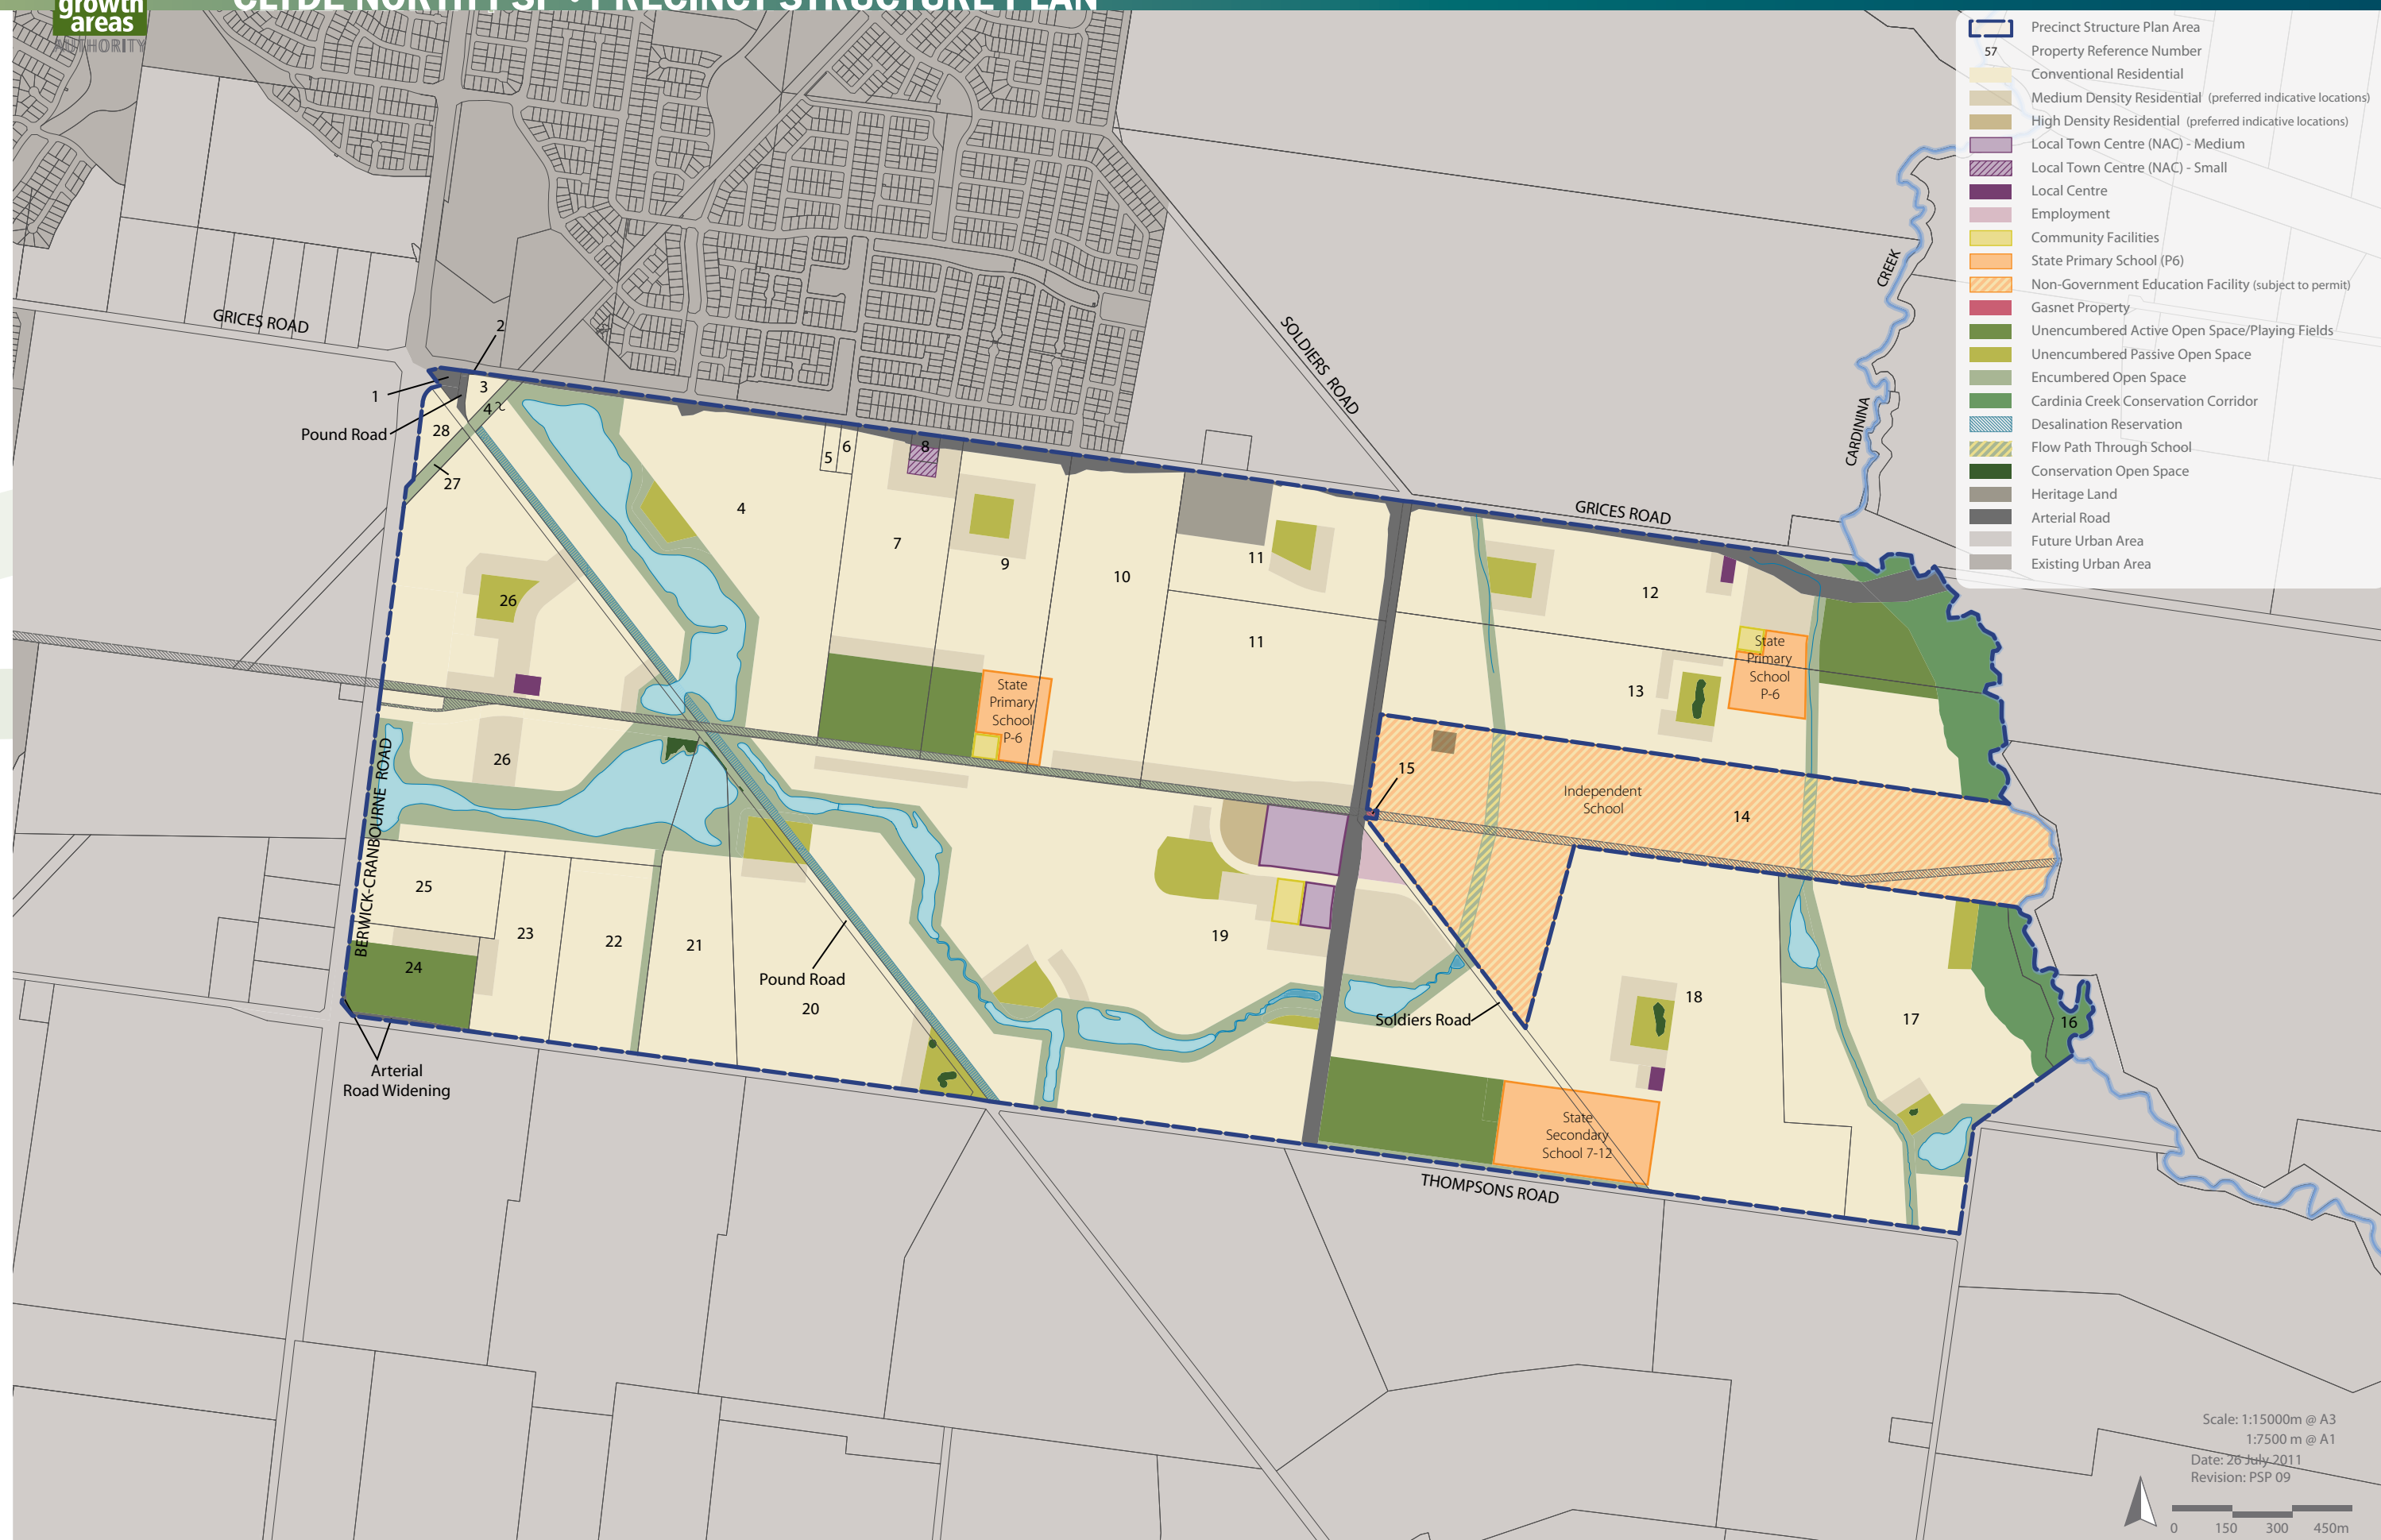 growth
areas
AUTHORITY
CLYDE NORTH PSP • PRECINCT STRUCTURE PLAN
Precinct Structure Plan Area
57
Property Reference Number
Conventional Residential
Medium Density Residential (preferred indicative locations)
High Density Residential (preferred indicative locations)
Local Town Centre (NAC) - Medium
Local Town Centre (NAC) - Small
Local Centre
Employment
Community Facilities
State Primary School (P6)
Non-Government Education Facility (subject to permit)
Gasnet Property
Unencumbered Active Open Space/Playing Fields
Unencumbered Passive Open Space
Encumbered Open Space
Cardinia Creek Conservation Corridor
Desalination Reservation
Flow Path Through School
Conservation Open Space
Heritage Land
Arterial Road
Future Urban Area
Existing Urban Area
CREEK
CARDININA
GRICES ROAD
SOLDIERS ROAD
GRICES ROAD
2
1
3
4
Pound Road
28
27
5
6
8
4
7
9
10
11
11
12
13
26
26
State
Primary
School
P-6
State
Primary
School
P-6
15
Independent
School
14
BERWICK-CRANBOURNE ROAD
25
24
23
22
21
Pound Road
20
19
Soldiers Road
18
17
16
Arterial
Road Widening
State
Secondary
School 7-12
THOMPSONS ROAD
Scale: 1:15000m @ A3
1:7500 m @ A1
Date: 26 July 2011
Revision: PSP 09
0 150 300 450m